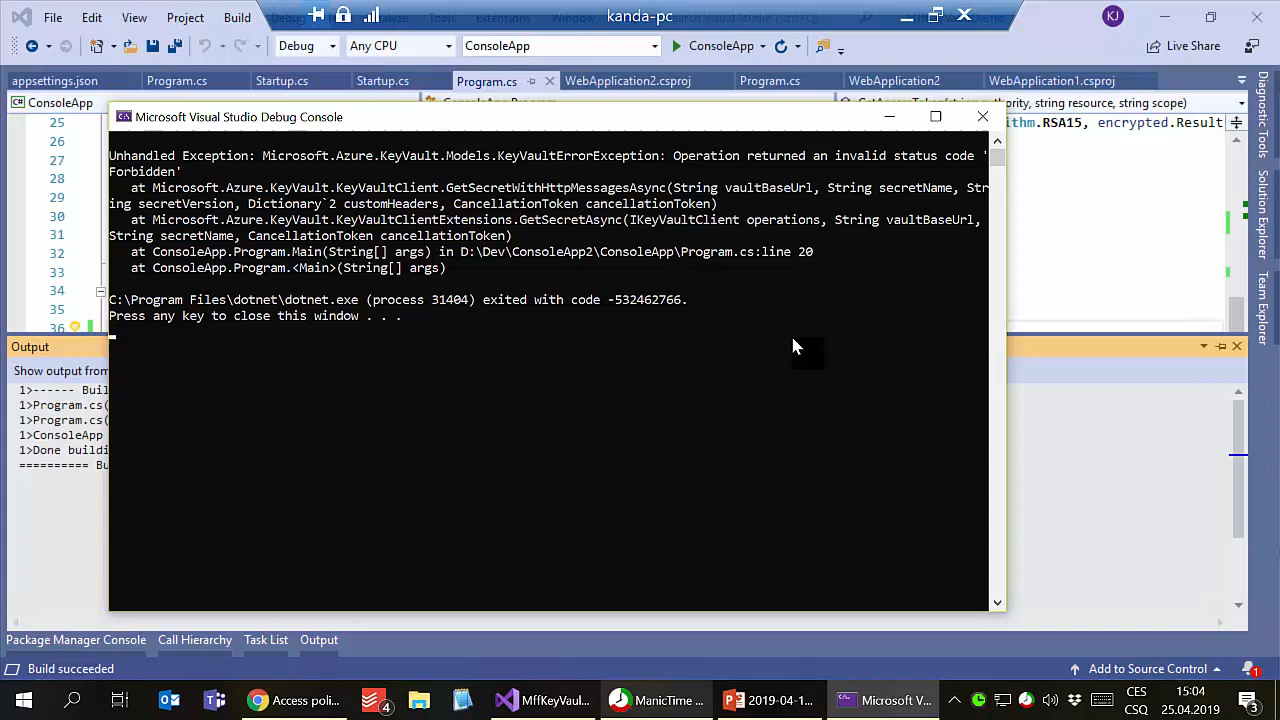 File Edit View Project Build Debug kanda-pc KJ
Debug Any CPU ConsoleApp ConsoleApp Live Share
appsettings.json Program.cs Startup.cs Startup.cs Program.cs WebApplication2.csproj Program.cs WebApplication2 WebApplication1.csproj
ConsoleApp
Microsoft Visual Studio Debug Console
25 ithm.RSA15, encrypted.Result
26
27
28
29
30
31
32
33
34
35
36
Unhandled Exception: Microsoft.Azure.KeyVault.Models.KeyVaultErrorException: Operation returned an invalid status code '
Forbidden'
at Microsoft.Azure.KeyVault.KeyVaultClient.GetSecretWithHttpMessagesAsync(String vaultBaseUrl, String secretName, Str
ing secretVersion, Dictionary`2 customHeaders, CancellationToken cancellationToken)
at Microsoft.Azure.KeyVault.KeyVaultClientExtensions.GetSecretAsync(IKeyVaultClient operations, String vaultBaseUrl,
String secretName, CancellationToken cancellationToken)
at ConsoleApp.Program.Main(String[] args) in D:\Dev\ConsoleApp2\ConsoleApp\Program.cs:line 20
at ConsoleApp.Program.<Main>(String[] args)
C:\Program Files\dotnet\dotnet.exe (process 31404) exited with code -532462766.
Press any key to close this window . . .
Diagnostic Tools
Solution Explorer
Team Explorer
Output
Show output from
1>------ Buil
1>Program.cs(
1>Program.cs(
1>ConsoleApp
1>Done buildi
========== Bu
Package Manager Console Call Hierarchy Task List Output
Build succeeded Add to Source Control 1
Access poli... 4 MffKeyVaul... ManicTime ... 2019-04-1... Microsoft V... CES 15:04
CSQ 25.04.2019 3